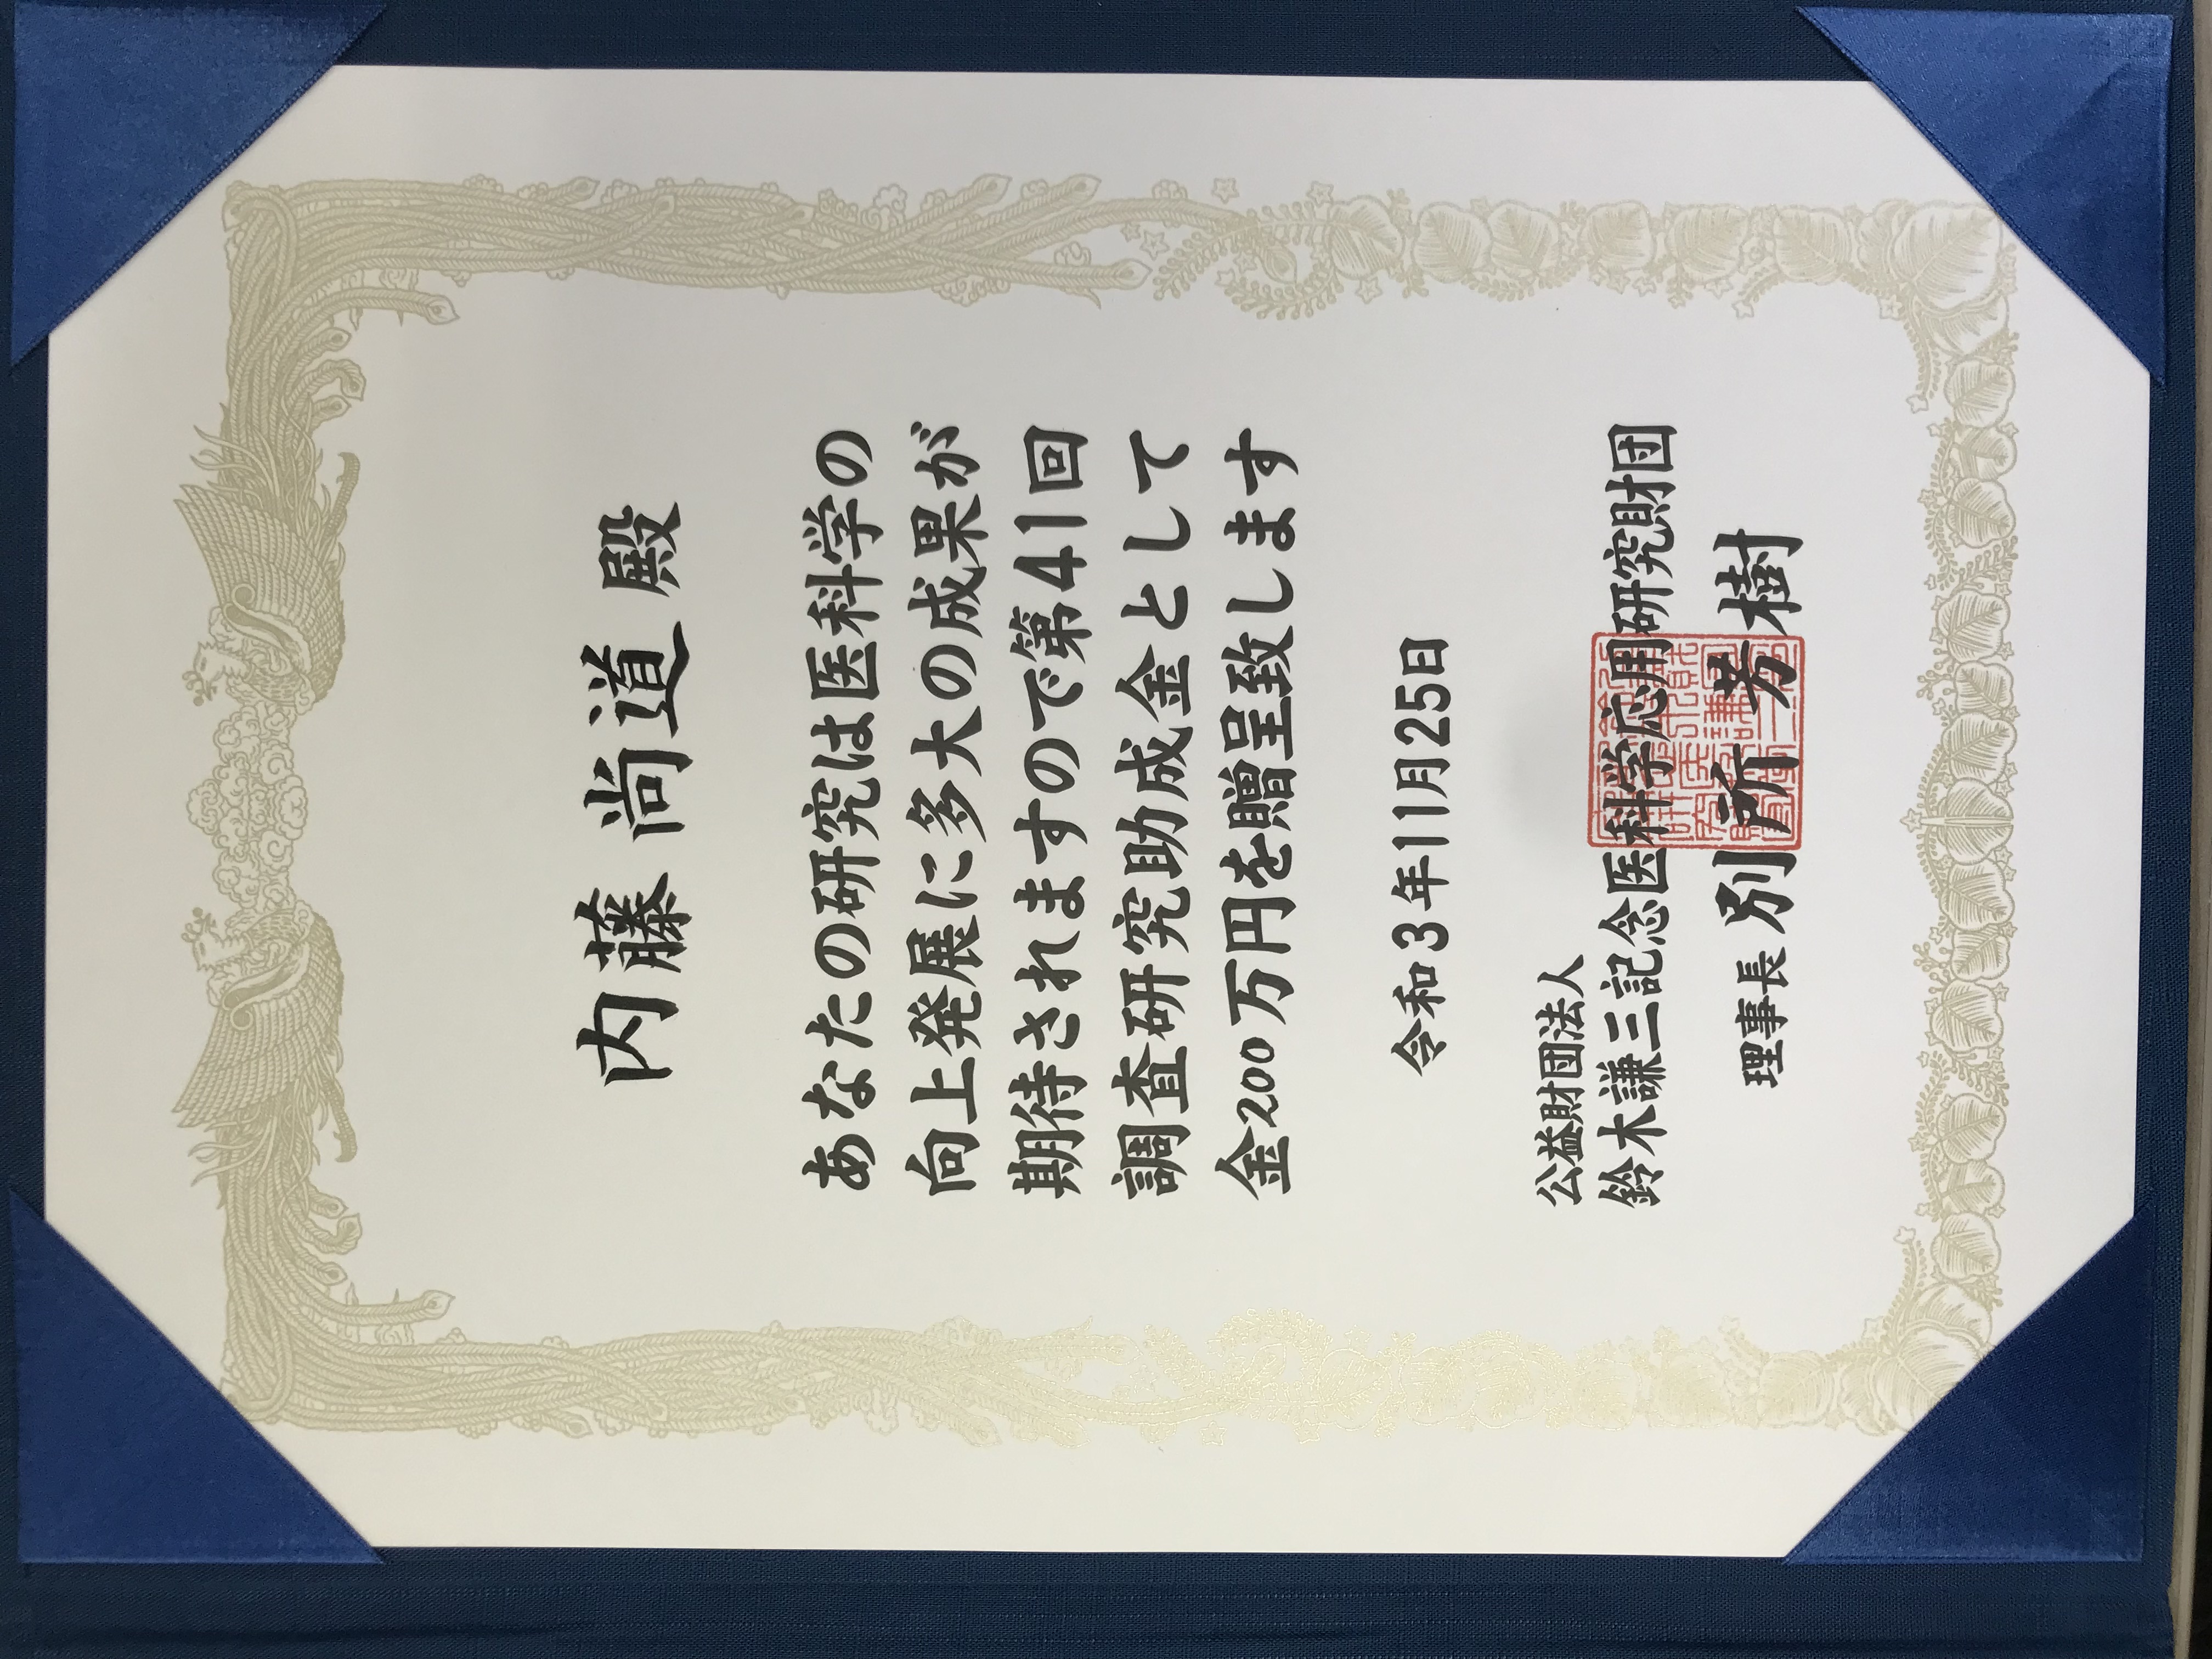 内藤尚道 殿
あなたの研究は医科学の
向上発展に多大の成果が
期待されますので第41回
調査研究助成金として
金200万円を贈呈致します
令和3年11月25日
公益財団法人
鈴木謙三記念医科学応用研究財団
理事長 別所芳樹